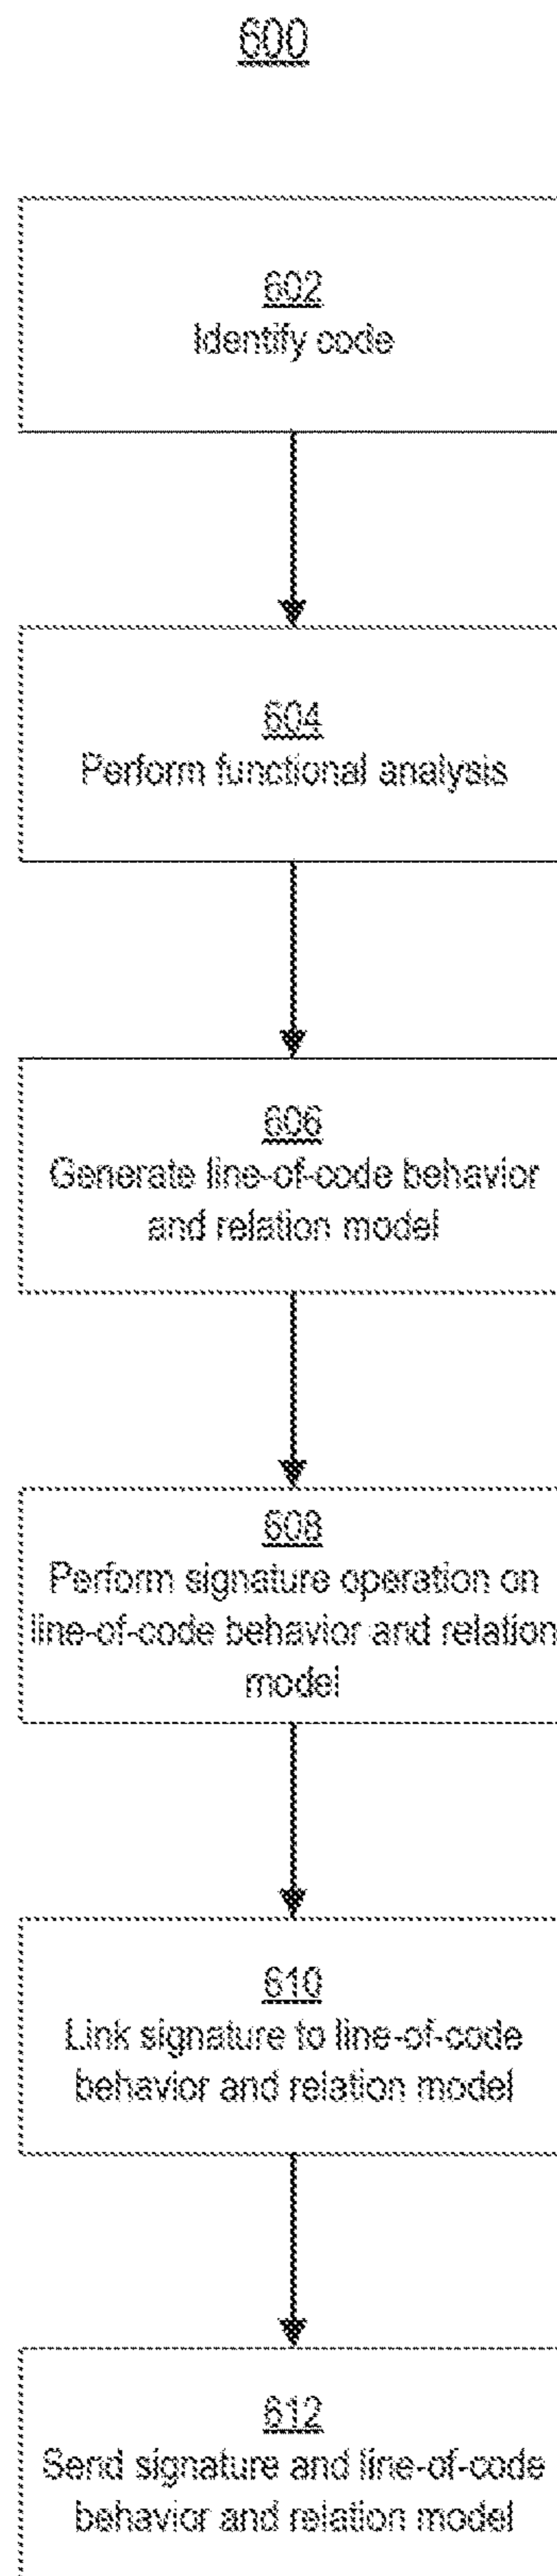 600
602
Identify code
604
Perform functional analysis
606
Generate line-of-code behavior
and relation model
608
Perform signature operation on
line-of-code behavior and relation
model
610
Link signature to line-of-code
behavior and relation model
612
Send signature and line-of-code
behavior and relation model